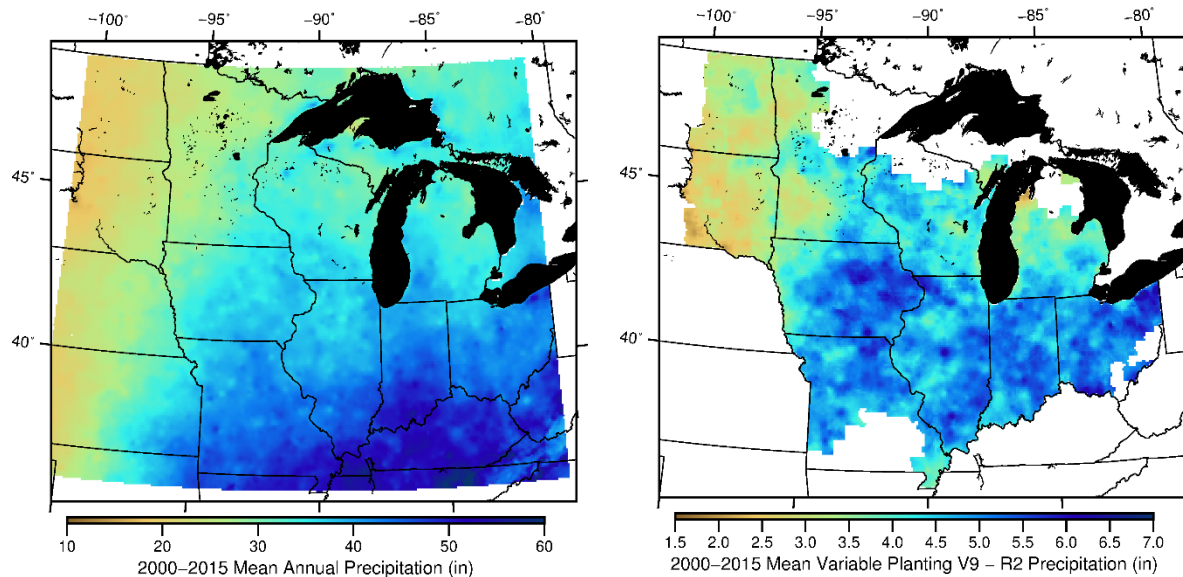 −100° −95° −90° −85° −80°
45°
40°
10 20 30 40 50 60
2000−2015 Mean Annual Precipitation (in)
−100° −95° −90° −85° −80°
45°
40°
1.5 2.0 2.5 3.0 3.5 4.0 4.5 5.0 5.5 6.0 6.5 7.0
2000−2015 Mean Variable Planting V9 − R2 Precipitation (in)